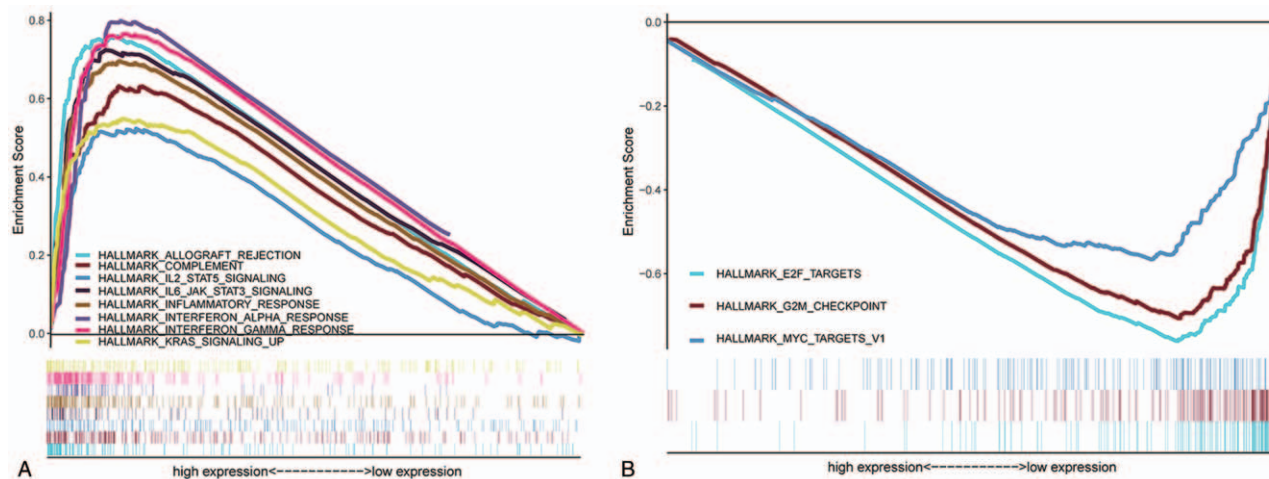 0.8
0.6
0.4
0.2
0.0
Enrichment Score
HALLMARK_ALLOGRAFT_REJECTION
HALLMARK_COMPLEMENT
HALLMARK_IL2_STAT5_SIGNALING
HALLMARK_IL6_JAK_STAT3_SIGNALING
HALLMARK_INFLAMMATORY_RESPONSE
HALLMARK_INTERFERON_ALPHA_RESPONSE
HALLMARK_INTERFERON_GAMMA_RESPONSE
HALLMARK_KRAS_SIGNALING_UP
A
high expression<------------->low expression
-0.0
-0.2
-0.4
-0.6
Enrichment Score
HALLMARK_E2F_TARGETS
HALLMARK_G2M_CHECKPOINT
HALLMARK_MYC_TARGETS_V1
B
high expression<------------->low expression